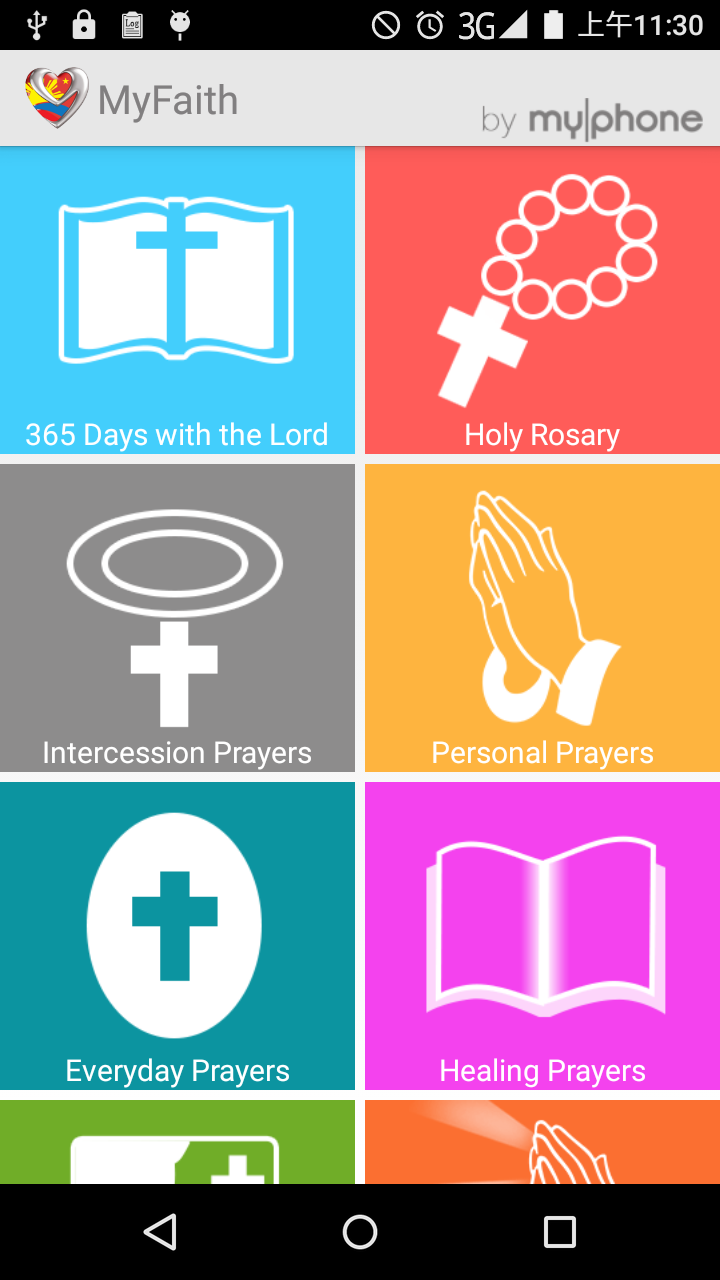 Log
3G
上午11:30
MyFaith
by my|phone
365 Days with the Lord
Holy Rosary
Intercession Prayers
Personal Prayers
Everyday Prayers
Healing Prayers